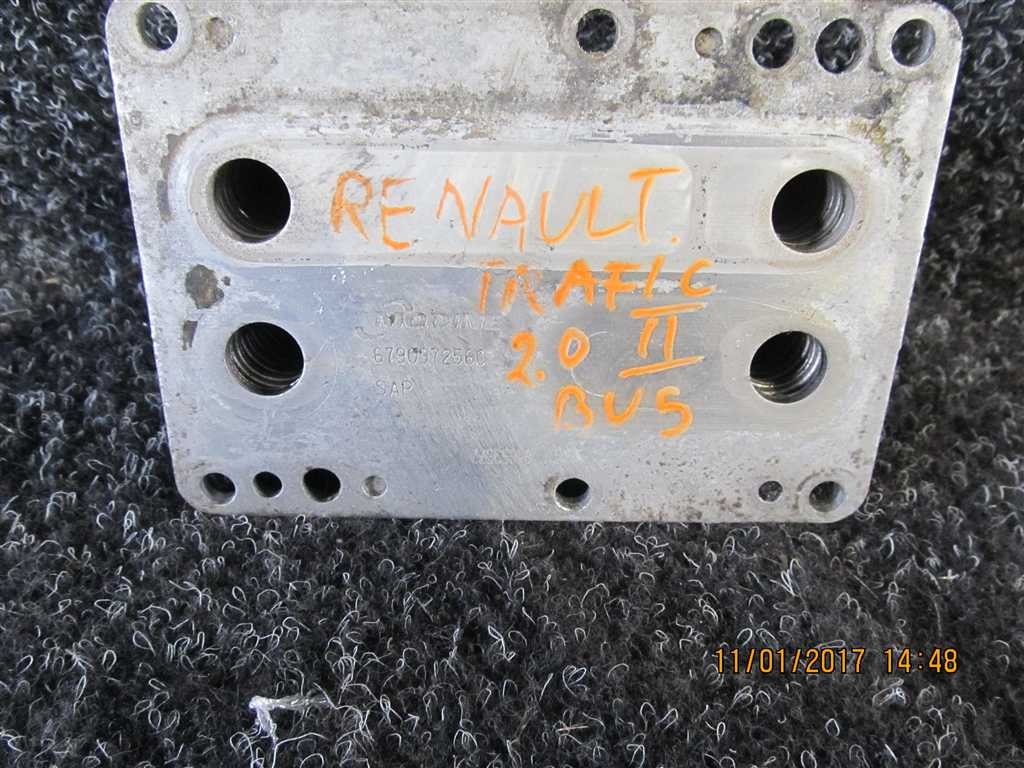 RENAULT.
TRAFIC
II
2.0
BUS
SAP
11/01/2017 14:48